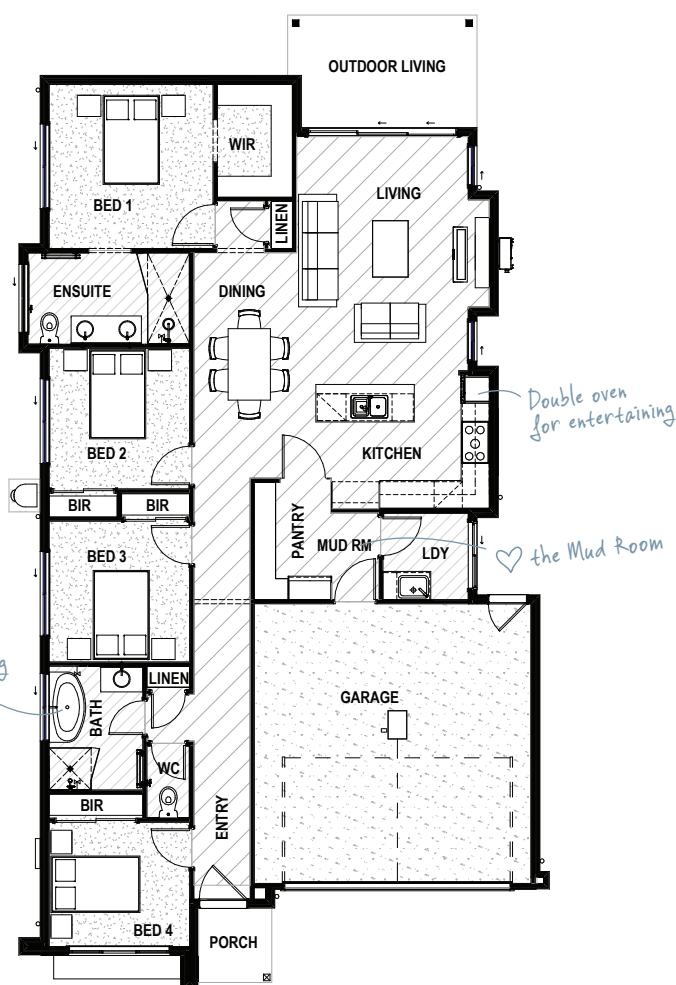 OUTDOOR LIVING
WIR
LIVING
BED 1
LINEN
ENSUITE
DINING
Double oven
for entertaining
BED 2
KITCHEN
BIR
BIR
PANTRY
MUD RM
LDY
the Mud Room
BED 3
LINEN
GARAGE
BATH
WC
BIR
ENTRY
BED 4
PORCH